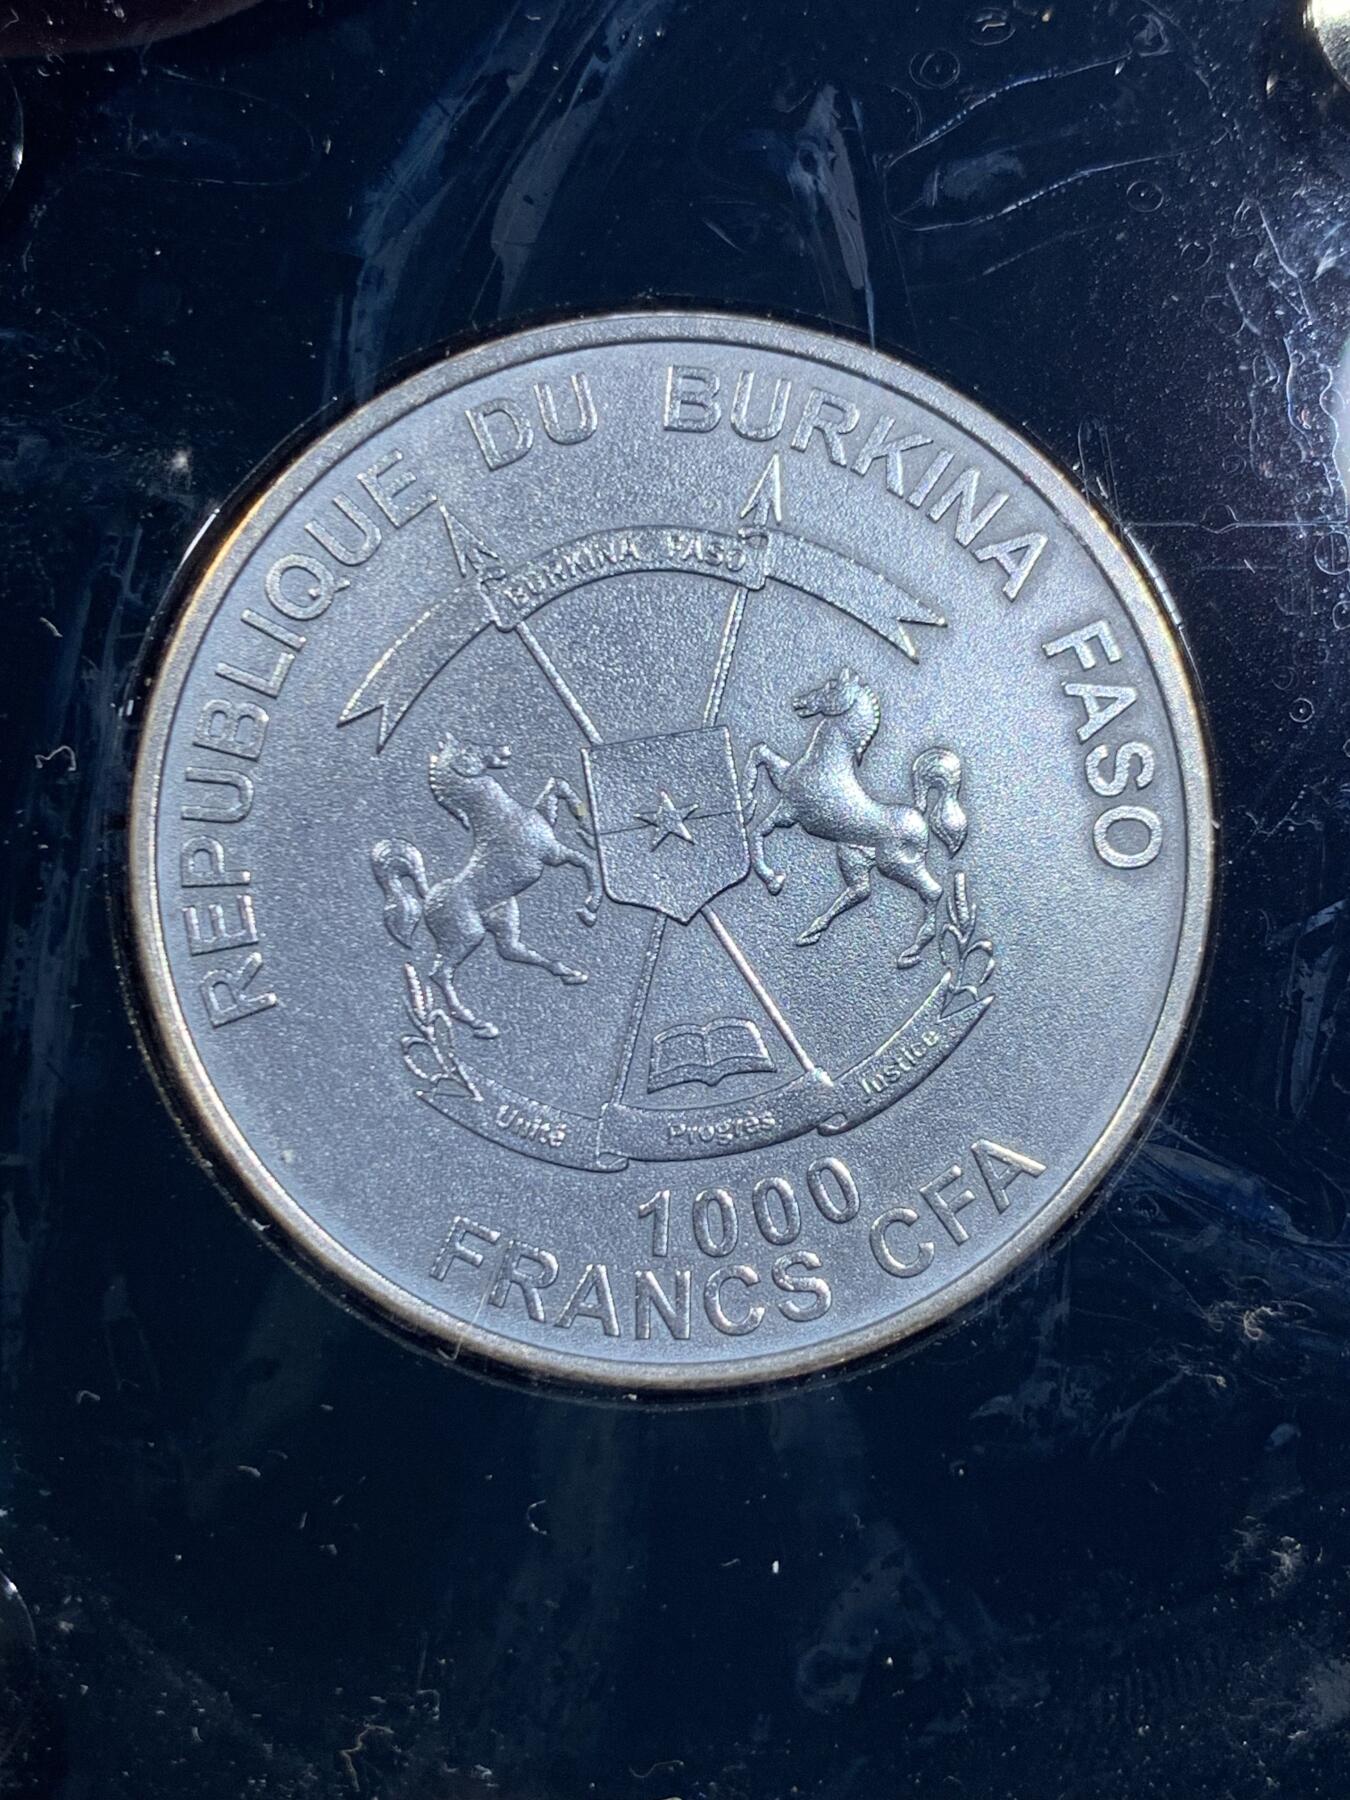 REPUBLIQUE DU BURKINA FASO
BURKINA FASO
Unité Progrès Justice
1000
FRANCS CFA